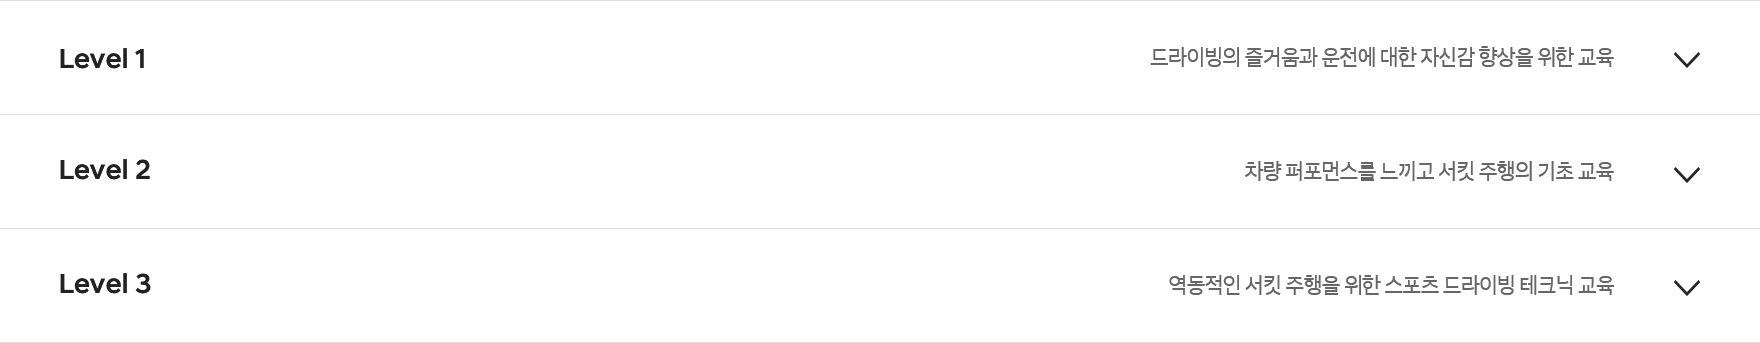 Level 1 드라이빙의 즐거움과 운전에 대한 자신감 향상을 위한 교육
Level 2 차량 퍼포먼스를 느끼고 서킷 주행의 기초 교육
Level 3 역동적인 서킷 주행을 위한 스포츠 드라이빙 테크닉 교육